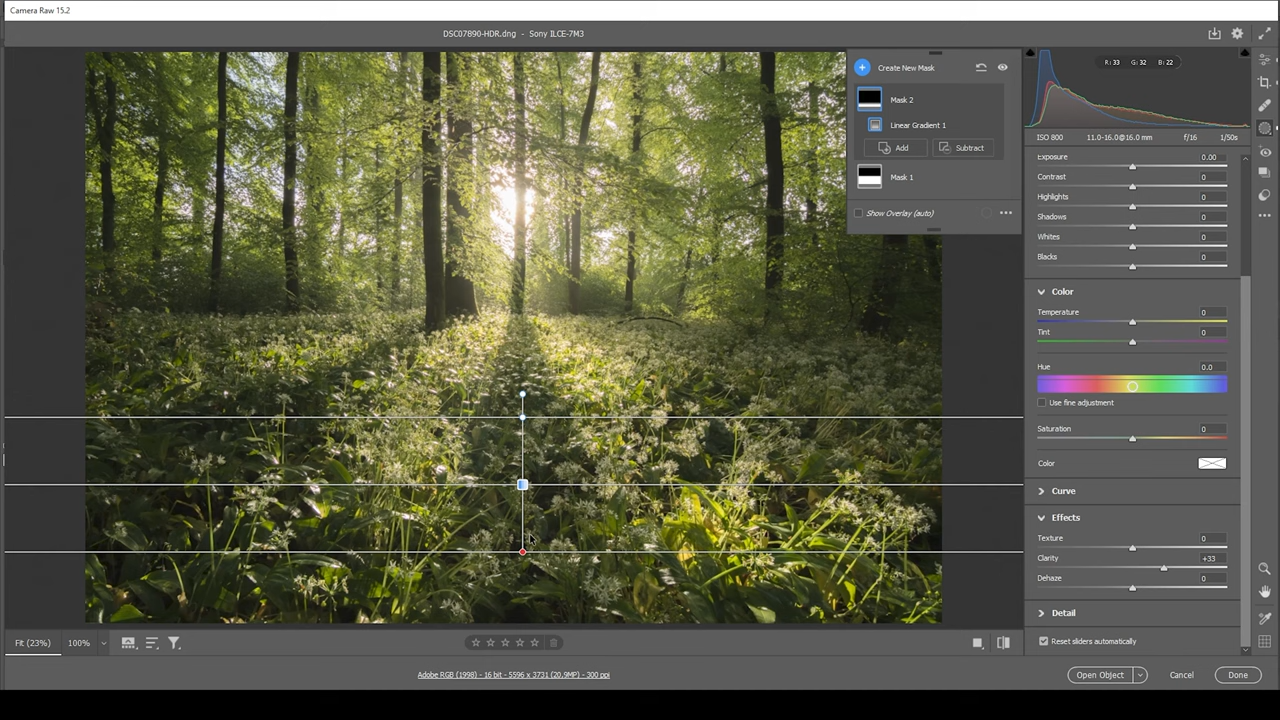 Camera Raw 15.2
DSC07890-HDR.dng - Sony ILCE-7M3
Create New Mask
Mask 2
Linear Gradient 1
Add
Subtract
Mask 1
Show Overlay (auto)
R: 33 G: 32 B: 22
ISO 800 11.0-16.0@16.0 mm f/16 1/50s
Exposure 0.00
Contrast 0
Highlights 0
Shadows 0
Whites 0
Blacks 0
Color
Temperature 0
Tint 0
Hue 0.0
Use fine adjustment
Saturation 0
Color
Curve
Effects
Texture 0
Clarity +33
Dehaze 0
Detail
Reset sliders automatically
Fit (23%) 100%
Adobe RGB (1998) - 16 bit - 5596 x 3731 (20,9MP) - 300 ppi
Open Object
Cancel
Done